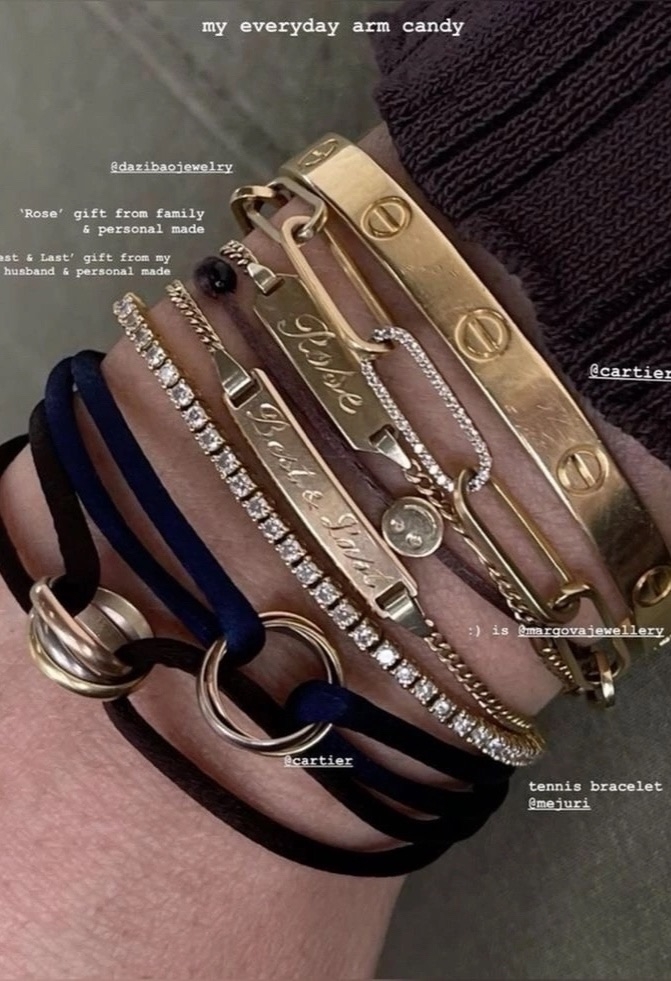 my everyday arm candy
@dazibaojewelry
'Rose' gift from family
& personal made
est & Last' gift from my
husband & personal made
Rose
Best & Last
@cartier
:) is @margovajewellery
@cartier
tennis bracelet
@mejuri